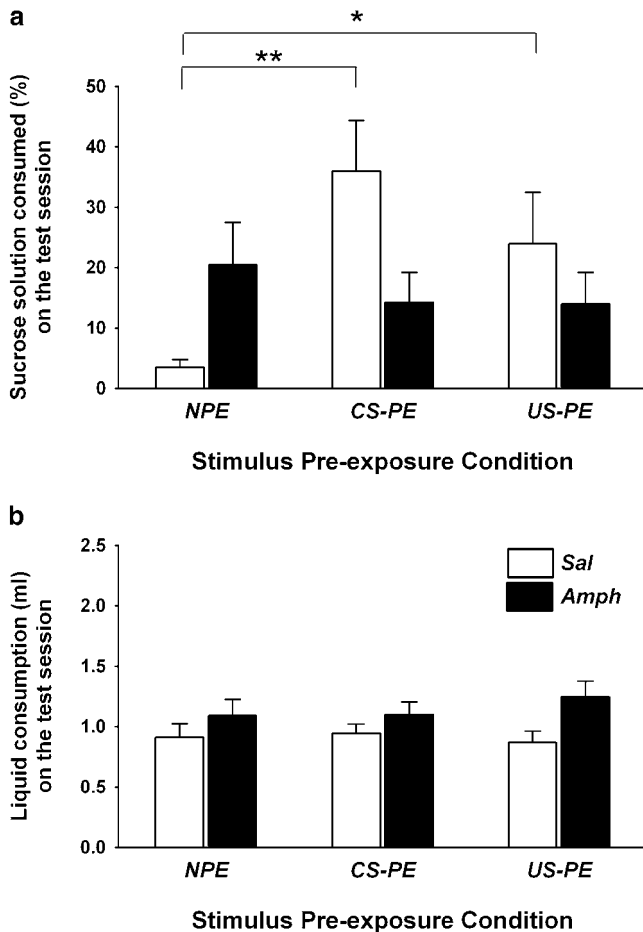 a
*
**
Sucrose solution consumed (%)
on the test session
50
40
30
20
10
0
NPE CS-PE US-PE
Stimulus Pre-exposure Condition
b
Liquid consumption (ml)
on the test session
2.5
2.0
1.5
1.0
0.5
0.0
Sal
Amph
NPE CS-PE US-PE
Stimulus Pre-exposure Condition